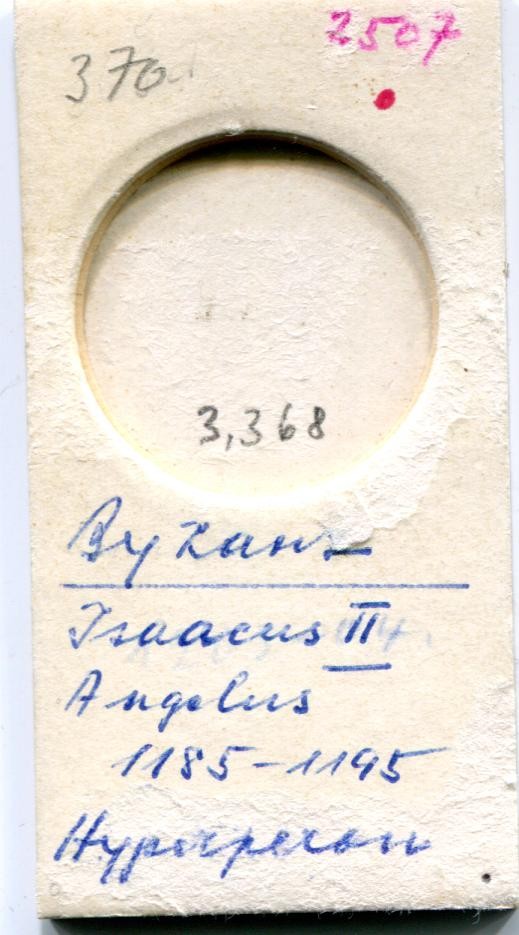 2507
370
3,368
Byzanz
Isaacus II
Angelus
1185-1195
Hyperperon